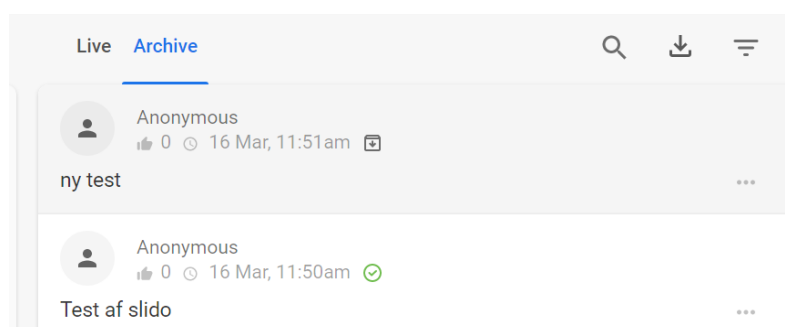 Live Archive
Anonymous
0 16 Mar, 11:51am
ny test
Anonymous
0 16 Mar, 11:50am
Test af slido